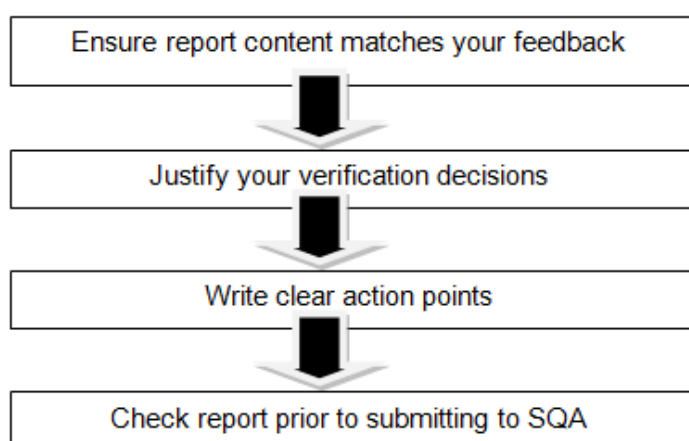 Ensure report content matches your feedback
Justify your verification decisions
Write clear action points
Check report prior to submitting to SQA